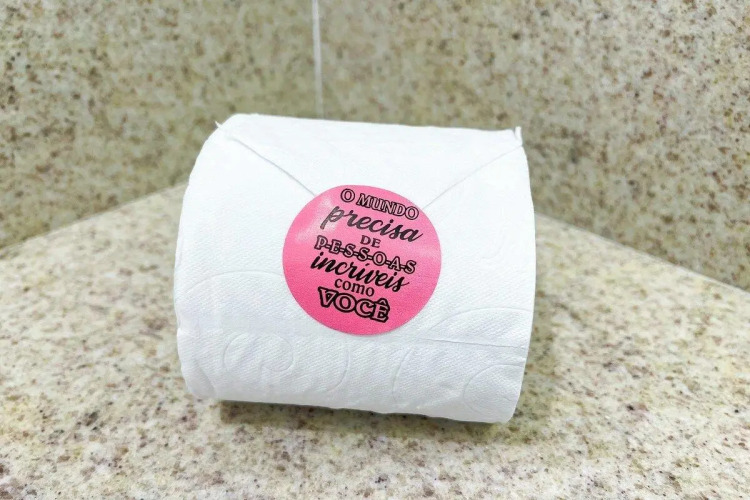 O MUNDO
precisa
DE
P-E-S-S-O-A-S
incríveis
como
VOCÊ